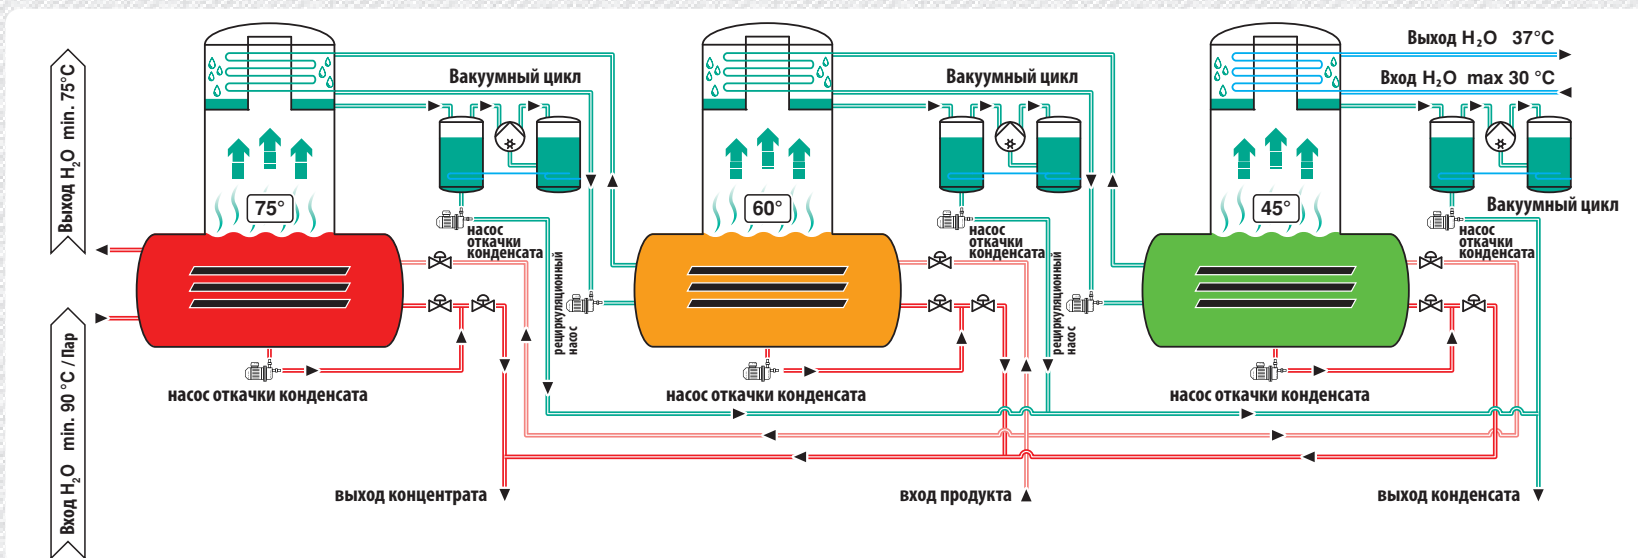 Выход H₂O min. 75°C
Вход H₂O min. 90 °C / Пар
75°
Вакуумный цикл
насос
откачки
конденсата
рециркуляционный
насос
насос откачки конденсата
60°
Вакуумный цикл
насос
откачки
конденсата
рециркуляционный
насос
насос откачки конденсата
45°
Выход H₂O 37°C
Вход H₂O max 30 °C
Вакуумный цикл
насос
откачки
конденсата
насос откачки конденсата
выход концентрата
вход продукта
выход конденсата